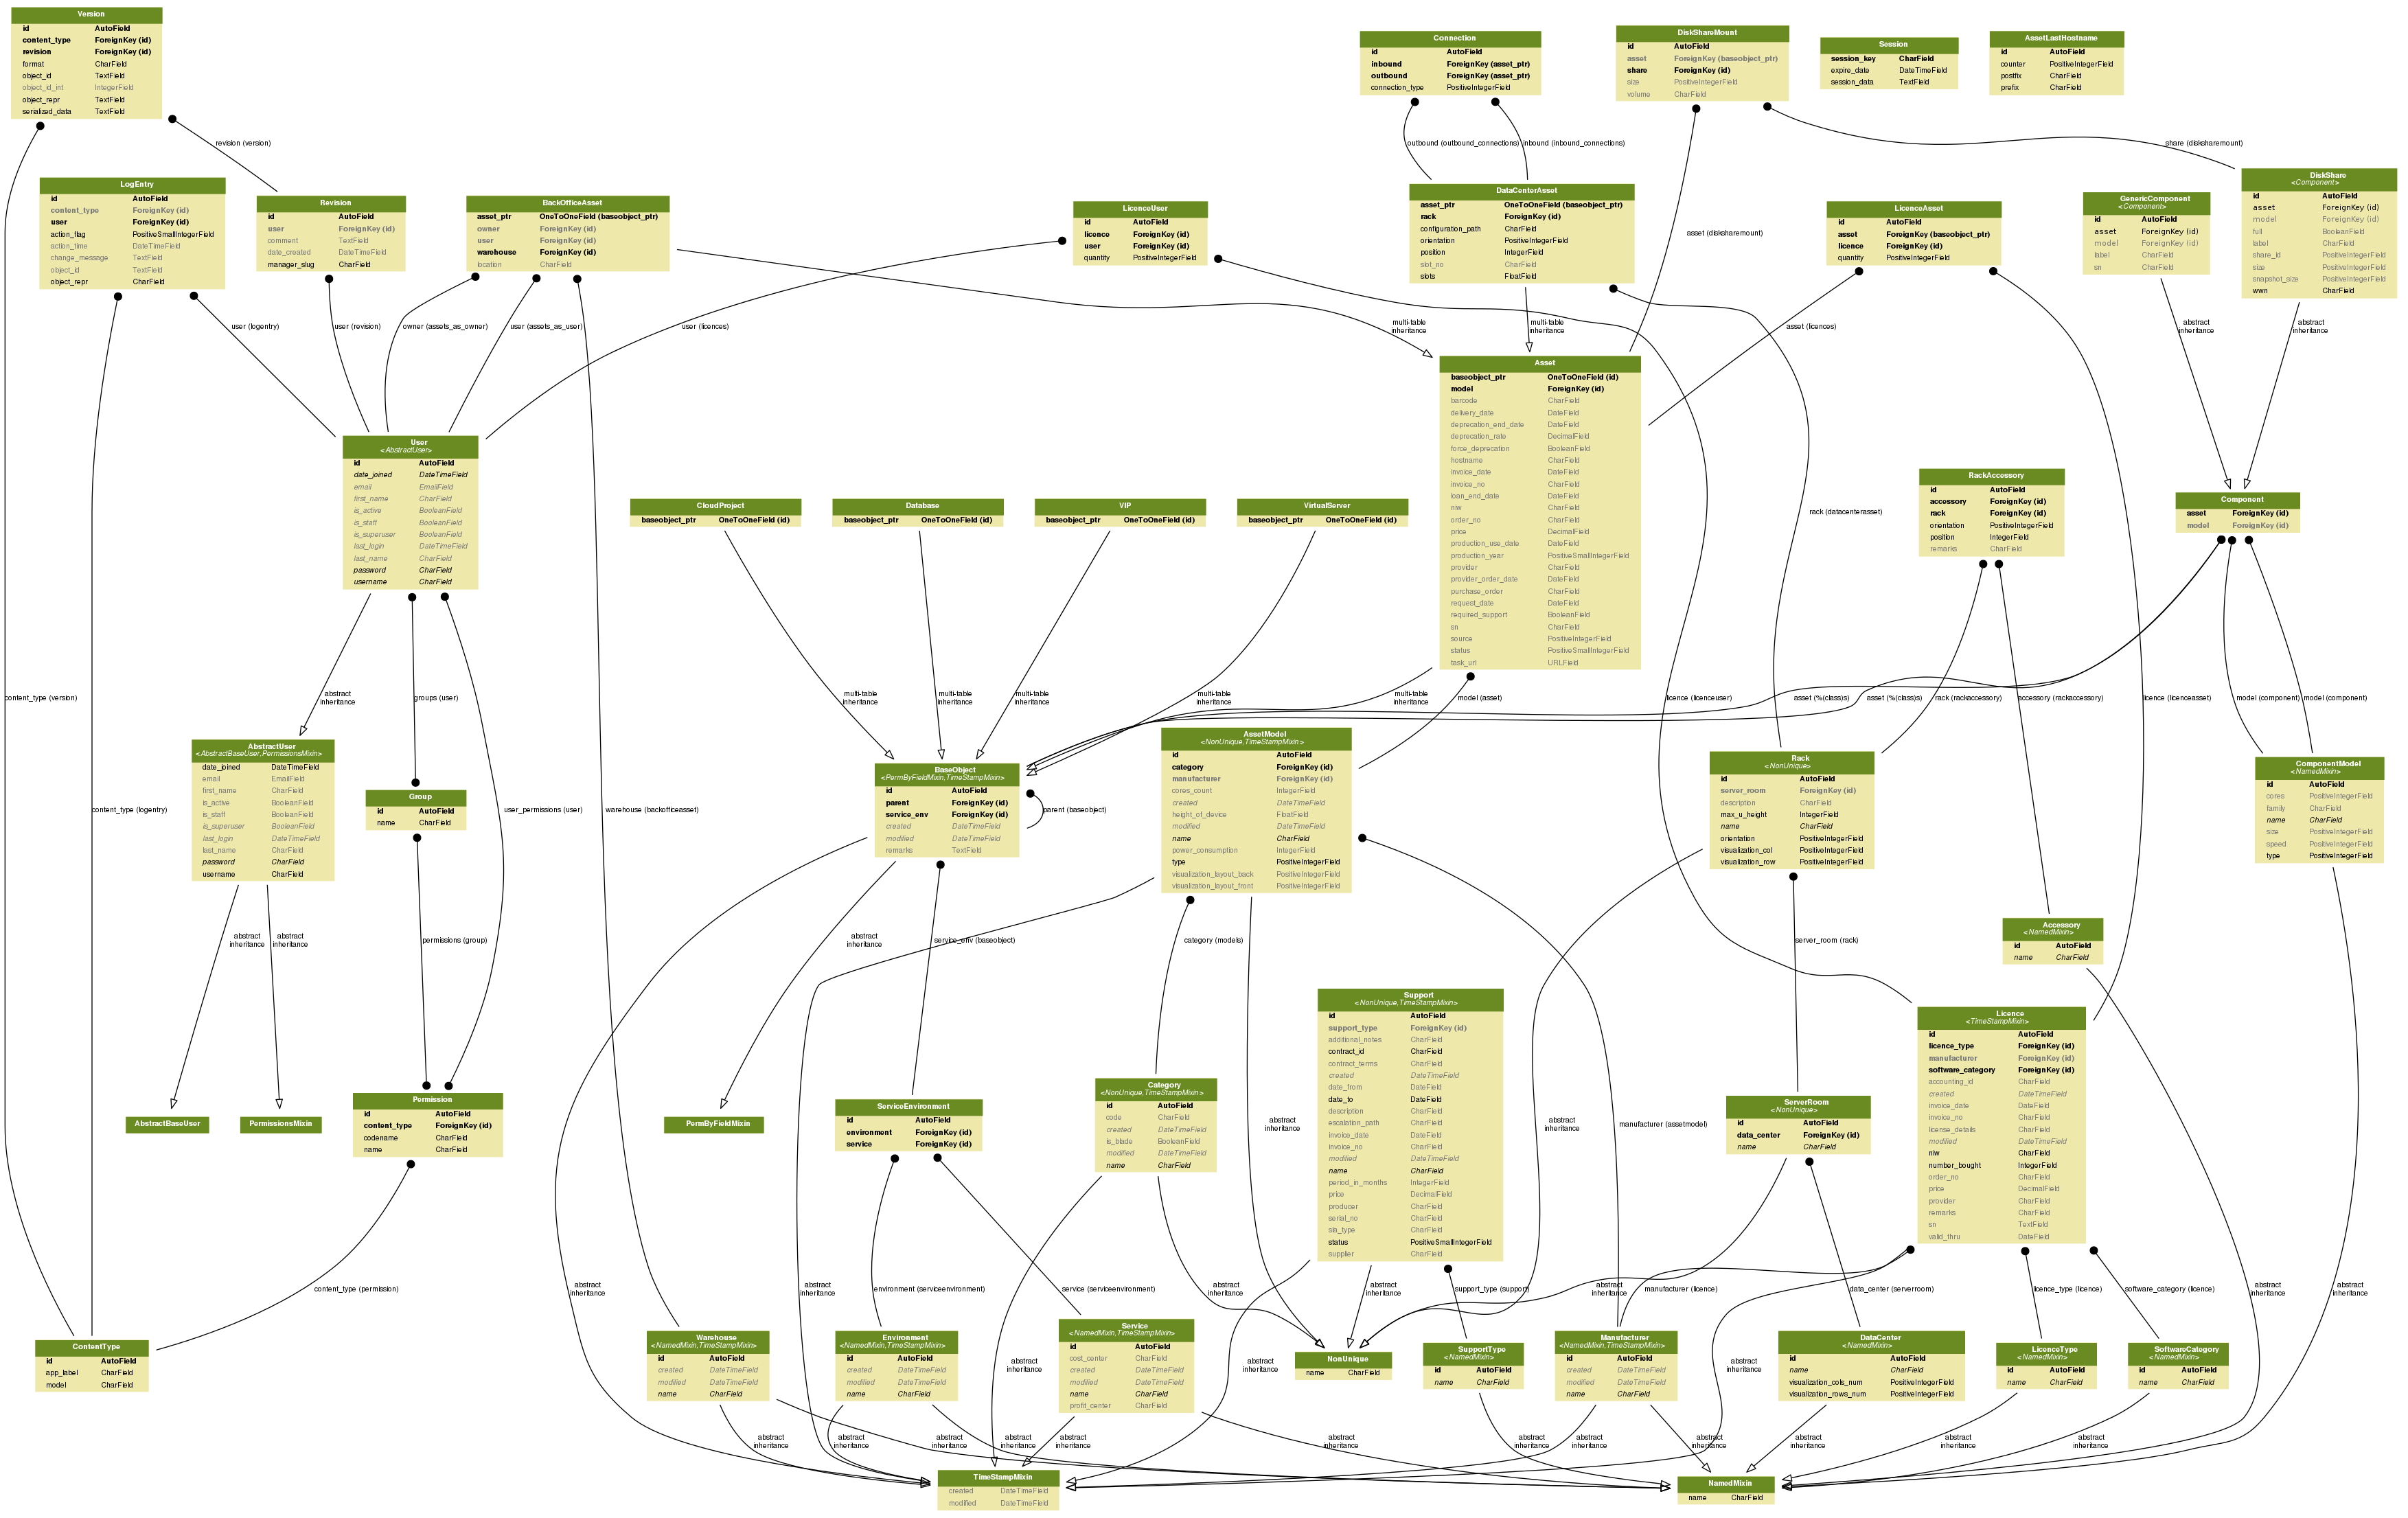 Version
id AutoField
content_type ForeignKey (id)
revision ForeignKey (id)
format CharField
object_id TextField
object_id_int IntegerField
object_repr TextField
serialized_data TextField
Connection
id AutoField
inbound ForeignKey (asset_ptr)
outbound ForeignKey (asset_ptr)
connection_type PositiveIntegerField
DiskShareMount
id AutoField
asset ForeignKey (baseobject_ptr)
share ForeignKey (id)
size PositiveIntegerField
volume CharField
Session
session_key CharField
expire_date DateTimeField
session_data TextField
AssetLastHostname
id AutoField
counter PositiveIntegerField
postfix CharField
prefix CharField
revision (version)
outbound (outbound_connections)
inbound (inbound_connections)
share (disksharemount)
LogEntry
id AutoField
content_type ForeignKey (id)
user ForeignKey (id)
action_flag PositiveSmallIntegerField
action_time DateTimeField
change_message TextField
object_id TextField
object_repr CharField
Revision
id AutoField
user ForeignKey (id)
comment TextField
date_created DateTimeField
manager_slug CharField
BackOfficeAsset
asset_ptr OneToOneField (baseobject_ptr)
owner ForeignKey (id)
user ForeignKey (id)
warehouse ForeignKey (id)
location CharField
LicenceUser
id AutoField
licence ForeignKey (id)
user ForeignKey (id)
quantity PositiveIntegerField
DataCenterAsset
asset_ptr OneToOneField (baseobject_ptr)
rack ForeignKey (id)
configuration_path CharField
orientation PositiveIntegerField
position IntegerField
slot_no CharField
slots FloatField
asset (disksharemount)
LicenceAsset
id AutoField
asset ForeignKey (baseobject_ptr)
licence ForeignKey (id)
quantity PositiveIntegerField
GenericComponent
<Component>
id AutoField
asset ForeignKey (id)
model ForeignKey (id)
label CharField
sn CharField
DiskShare
<Component>
id AutoField
asset ForeignKey (id)
model ForeignKey (id)
full BooleanField
label CharField
share_id PositiveIntegerField
size PositiveIntegerField
snapshot_size PositiveIntegerField
wwn CharField
user (logentry)
user (revision)
owner (assets_as_owner)
user (assets_as_user)
user (licences)
multi-table
inheritance
multi-table
inheritance
asset (licences)
abstract
inheritance
abstract
inheritance
User
<AbstractUser>
id AutoField
date_joined DateTimeField
email EmailField
first_name CharField
is_active BooleanField
is_staff BooleanField
is_superuser BooleanField
last_login DateTimeField
last_name CharField
password CharField
username CharField
CloudProject
baseobject_ptr OneToOneField (id)
Database
baseobject_ptr OneToOneField (id)
VIP
baseobject_ptr OneToOneField (id)
VirtualServer
baseobject_ptr OneToOneField (id)
Asset
baseobject_ptr OneToOneField (id)
model ForeignKey (id)
barcode CharField
delivery_date DateField
deprecation_end_date DateField
deprecation_rate DecimalField
force_deprecation BooleanField
hostname CharField
invoice_date DateField
invoice_no CharField
loan_end_date DateField
niw CharField
order_no CharField
price DecimalField
production_use_date DateField
production_year PositiveSmallIntegerField
provider CharField
provider_order_date DateField
purchase_order CharField
request_date DateField
required_support BooleanField
sn CharField
source PositiveIntegerField
status PositiveSmallIntegerField
task_url URLField
rack (datacenterasset)
RackAccessory
id AutoField
accessory ForeignKey (id)
rack ForeignKey (id)
orientation PositiveIntegerField
position IntegerField
remarks CharField
Component
asset ForeignKey (id)
model ForeignKey (id)
content_type (version)
abstract
inheritance
groups (user)
multi-table
inheritance
multi-table
inheritance
multi-table
inheritance
multi-table
inheritance
multi-table
inheritance
model (asset)
licence (licenceuser)
asset (%(class)s)
asset (%(class)s)
rack (rackaccessory)
accessory (rackaccessory)
licence (licenceasset)
model (component)
model (component)
AbstractUser
<AbstractBaseUser,PermissionsMixin>
date_joined DateTimeField
email EmailField
first_name CharField
is_active BooleanField
is_staff BooleanField
is_superuser BooleanField
last_login DateTimeField
last_name CharField
password CharField
username CharField
Group
id AutoField
name CharField
content_type (logentry)
user_permissions (user)
warehouse (backofficeasset)
BaseObject
<PermByFieldMixin,TimeStampMixin>
id AutoField
parent ForeignKey (id)
service_env ForeignKey (id)
created DateTimeField
modified DateTimeField
remarks TextField
parent (baseobject)
AssetModel
<NonUnique,TimeStampMixin>
id AutoField
category ForeignKey (id)
manufacturer ForeignKey (id)
cores_count IntegerField
created DateTimeField
height_of_device FloatField
modified DateTimeField
name CharField
power_consumption IntegerField
type PositiveIntegerField
visualization_layout_back PositiveIntegerField
visualization_layout_front PositiveIntegerField
Rack
<NonUnique>
id AutoField
server_room ForeignKey (id)
description CharField
max_u_height IntegerField
name CharField
orientation PositiveIntegerField
visualization_col PositiveIntegerField
visualization_row PositiveIntegerField
ComponentModel
<NamedMixin>
id AutoField
cores PositiveIntegerField
family CharField
name CharField
size PositiveIntegerField
speed PositiveIntegerField
type PositiveIntegerField
abstract
inheritance
abstract
inheritance
permissions (group)
abstract
inheritance
service_env (baseobject)
category (models)
server_room (rack)
Accessory
<NamedMixin>
id AutoField
name CharField
AbstractBaseUser
PermissionsMixin
Permission
id AutoField
content_type ForeignKey (id)
codename CharField
name CharField
PermByFieldMixin
ServiceEnvironment
id AutoField
environment ForeignKey (id)
service ForeignKey (id)
Category
<NonUnique,TimeStampMixin>
id AutoField
code CharField
created DateTimeField
is_blade BooleanField
modified DateTimeField
name CharField
abstract
inheritance
Support
<NonUnique,TimeStampMixin>
id AutoField
support_type ForeignKey (id)
additional_notes CharField
contract_id CharField
contract_terms CharField
created DateTimeField
date_from DateField
date_to DateField
description CharField
escalation_path CharField
invoice_date DateField
invoice_no CharField
modified DateTimeField
name CharField
period_in_months IntegerField
price DecimalField
producer CharField
serial_no CharField
sla_type CharField
status PositiveSmallIntegerField
supplier CharField
abstract
inheritance
manufacturer (assetmodel)
ServerRoom
<NonUnique>
id AutoField
data_center ForeignKey (id)
name CharField
Licence
<TimeStampMixin>
id AutoField
licence_type ForeignKey (id)
manufacturer ForeignKey (id)
software_category ForeignKey (id)
accounting_id CharField
created DateTimeField
invoice_date DateField
invoice_no CharField
license_details CharField
modified DateTimeField
niw CharField
number_bought IntegerField
order_no CharField
price DecimalField
provider CharField
remarks CharField
sn TextField
valid_thru DateField
content_type (permission)
abstract
inheritance
abstract
inheritance
environment (serviceenvironment)
service (serviceenvironment)
abstract
inheritance
abstract
inheritance
support_type (support)
abstract
inheritance
manufacturer (licence)
data_center (serverroom)
licence_type (licence)
software_category (licence)
abstract
inheritance
abstract
inheritance
ContentType
id AutoField
app_label CharField
model CharField
Warehouse
<NamedMixin,TimeStampMixin>
id AutoField
created DateTimeField
modified DateTimeField
name CharField
Environment
<NamedMixin,TimeStampMixin>
id AutoField
created DateTimeField
modified DateTimeField
name CharField
abstract
inheritance
Service
<NamedMixin,TimeStampMixin>
id AutoField
cost_center CharField
created DateTimeField
modified DateTimeField
name CharField
profit_center CharField
abstract
inheritance
NonUnique
name CharField
SupportType
<NamedMixin>
id AutoField
name CharField
Manufacturer
<NamedMixin,TimeStampMixin>
id AutoField
created DateTimeField
modified DateTimeField
name CharField
abstract
inheritance
DataCenter
<NamedMixin>
id AutoField
name CharField
visualization_cols_num PositiveIntegerField
visualization_rows_num PositiveIntegerField
LicenceType
<NamedMixin>
id AutoField
name CharField
SoftwareCategory
<NamedMixin>
id AutoField
name CharField
abstract
inheritance
abstract
inheritance
abstract
inheritance
abstract
inheritance
abstract
inheritance
abstract
inheritance
abstract
inheritance
abstract
inheritance
abstract
inheritance
abstract
inheritance
abstract
inheritance
abstract
inheritance
TimeStampMixin
created DateTimeField
modified DateTimeField
NamedMixin
name CharField